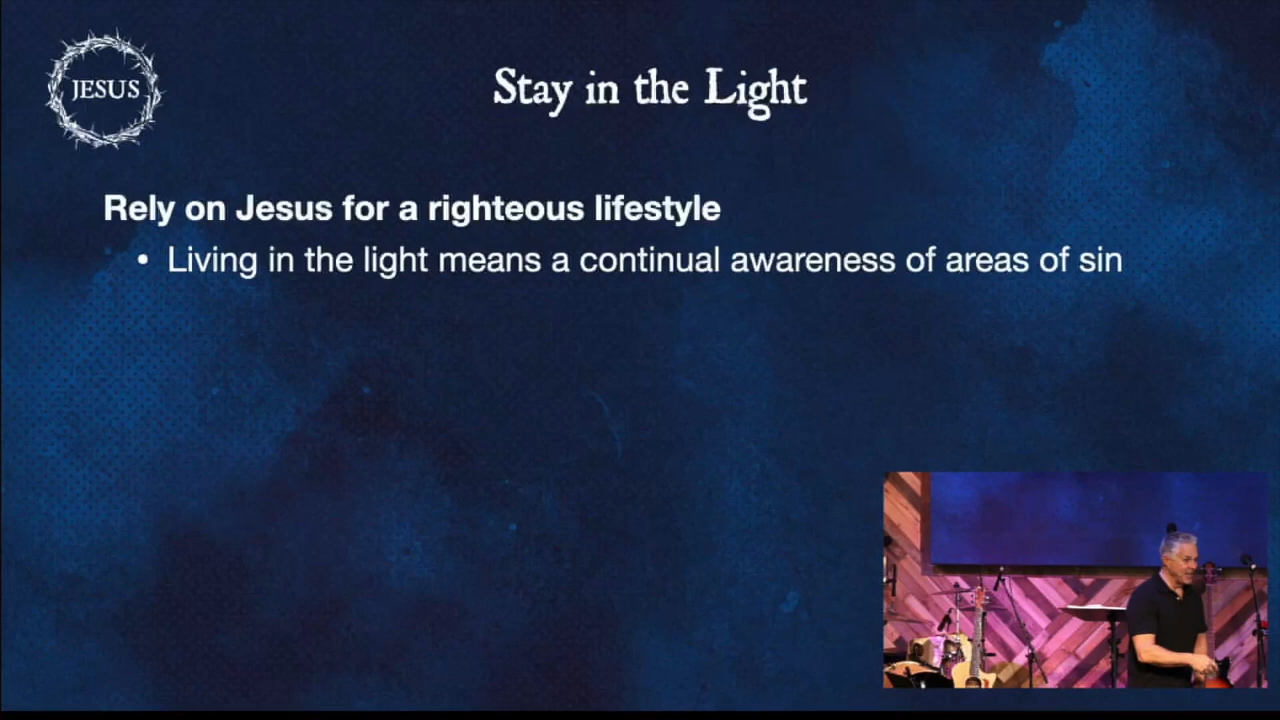 JESUS
Stay in the Light
Rely on Jesus for a righteous lifestyle
• Living in the light means a continual awareness of areas of sin